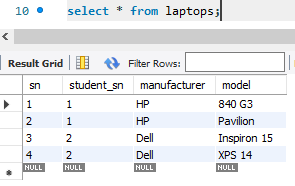 10 select * from laptops;
Result Grid Filter Rows:
sn student_sn manufacturer model
1 1 HP 840 G3
2 1 HP Pavilion
3 2 Dell Inspiron 15
4 2 Dell XPS 14
NULL NULL NULL NULL